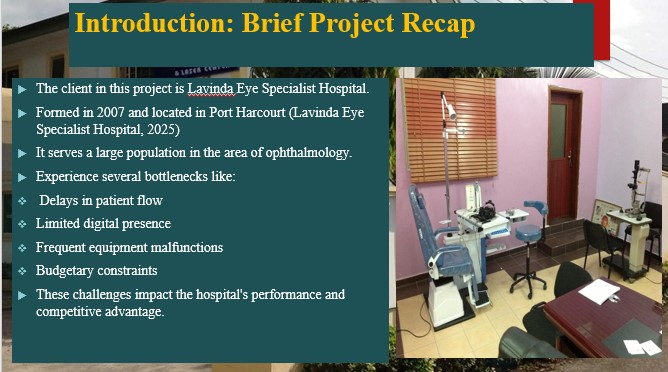 Introduction: Brief Project Recap
A LASER CENT
The client in this project is Lavinda Eye Specialist Hospital.
Formed in 2007 and located in Port Harcourt (Lavinda Eye
Specialist Hospital, 2025)
It serves a large population in the area of ophthalmology.
Experience several bottlenecks like:
Delays in patient flow
Limited digital presence
Frequent equipment malfunctions
Budgetary constraints
These challenges impact the hospital's performance and
competitive advantage.